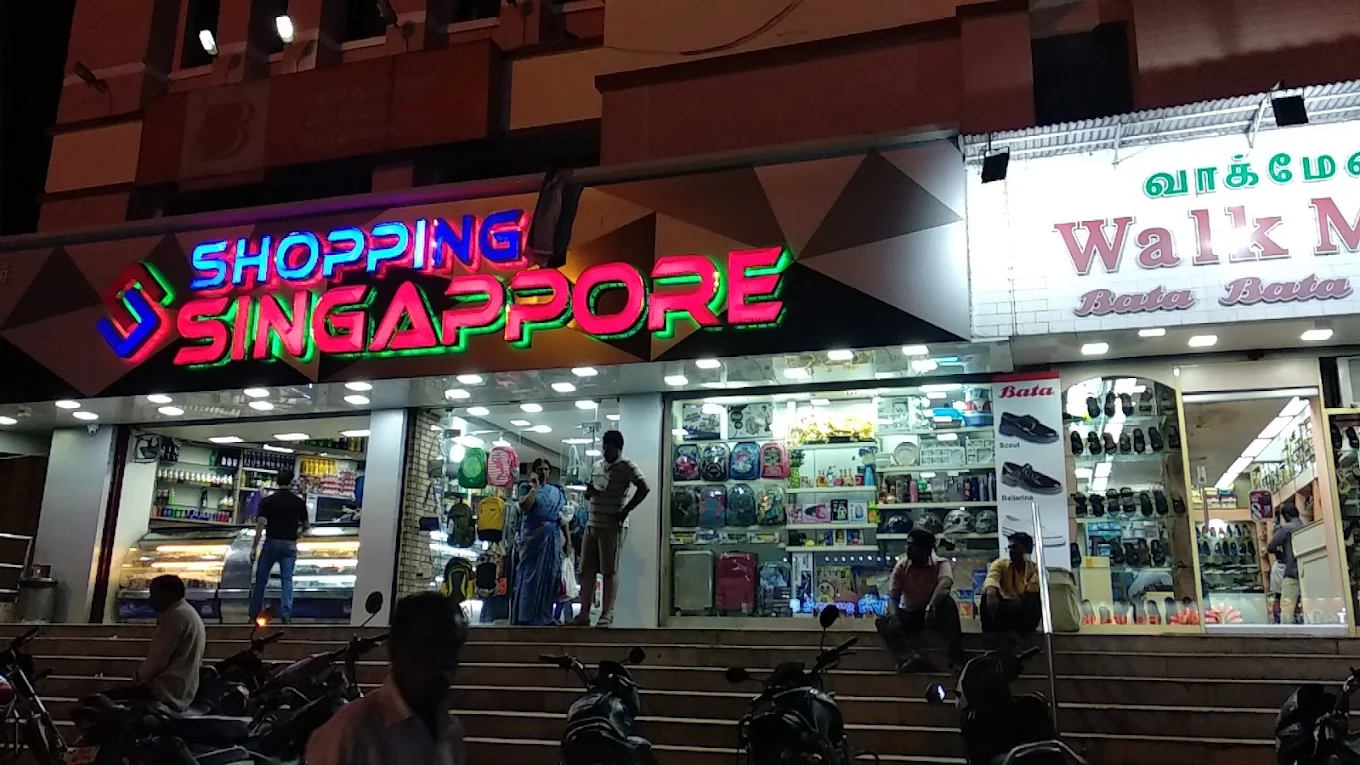 SHOPPING
SINGAPPORE
வாக்மே
Walk M
Bata Bata
Bata
Scout
Ballerina